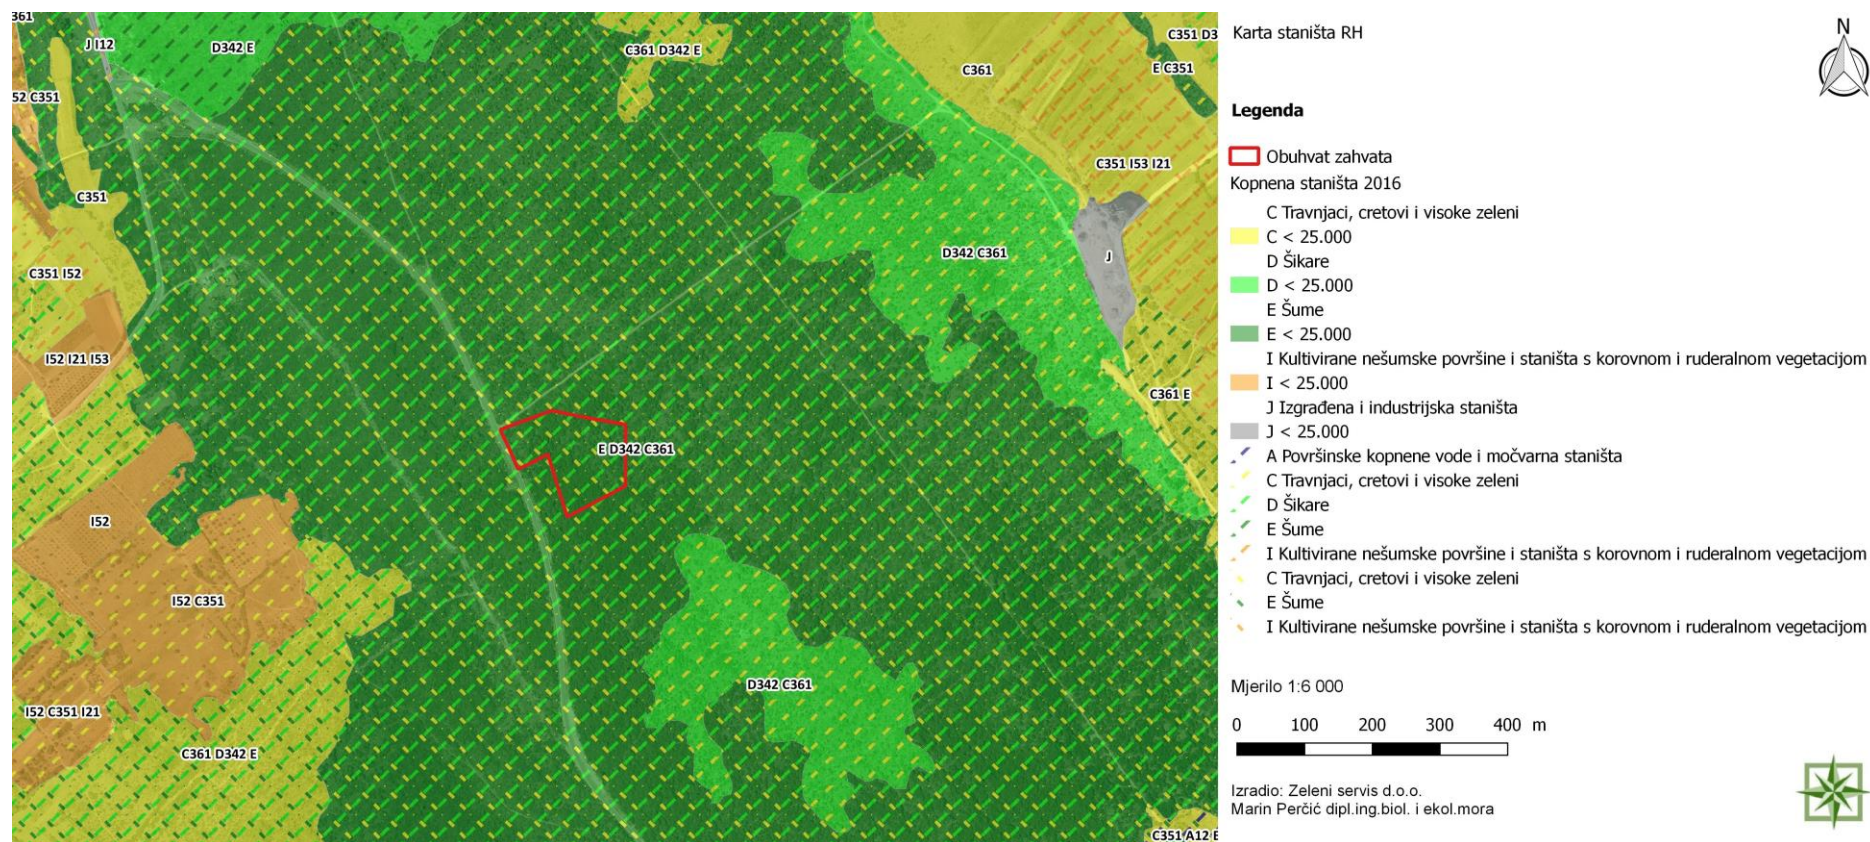 361
J I12
D342 E
C361 D342 E
C351 D3
C361
E C351
52 C351
C351 I53 I21
C351
C351 I52
D342 C361
J
I52 I21 I53
C361 E
E D342 C361
I52
I52 C351
D342 C361
I52 C351 I21
C361 D342 E
C351 A12 E
Karta staništa RH
N
Legenda
Obuhvat zahvata
Kopnena staništa 2016
C Travnjaci, cretovi i visoke zeleni
C < 25.000
D Šikare
D < 25.000
E Šume
E < 25.000
I Kultivirane nešumske površine i staništa s korovnom i ruderalnom vegetacijom
I < 25.000
J Izgrađena i industrijska staništa
J < 25.000
A Površinske kopnene vode i močvarna staništa
C Travnjaci, cretovi i visoke zeleni
D Šikare
E Šume
I Kultivirane nešumske površine i staništa s korovnom i ruderalnom vegetacijom
C Travnjaci, cretovi i visoke zeleni
E Šume
I Kultivirane nešumske površine i staništa s korovnom i ruderalnom vegetacijom
Mjerilo 1:6 000
0 100 200 300 400 m
Izradio: Zeleni servis d.o.o.
Marin Perčić dipl.ing.biol. i ekol.mora